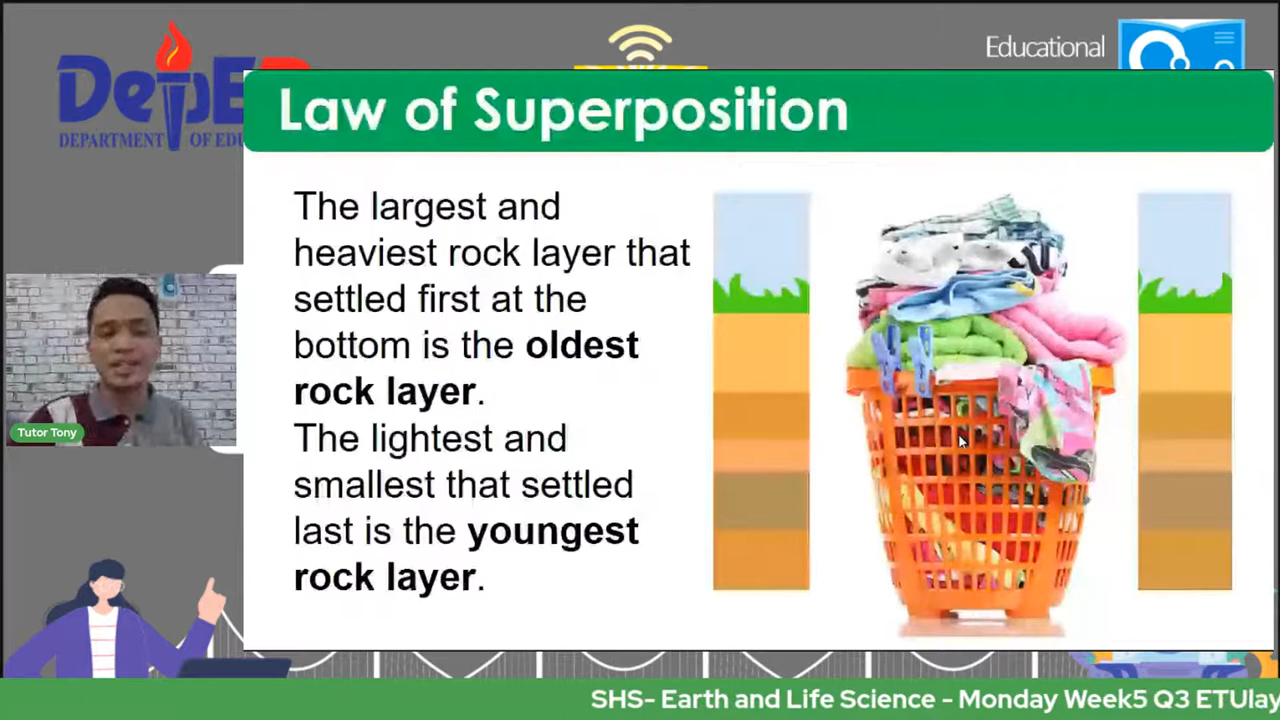 DepE
DEPARTMENT OF EDU
Educational
Law of Superposition
The largest and
heaviest rock layer that
settled first at the
bottom is the oldest
rock layer.
The lightest and
smallest that settled
last is the youngest
rock layer.
Tutor Tony
SHS- Earth and Life Science - Monday Week5 Q3 ETUlay